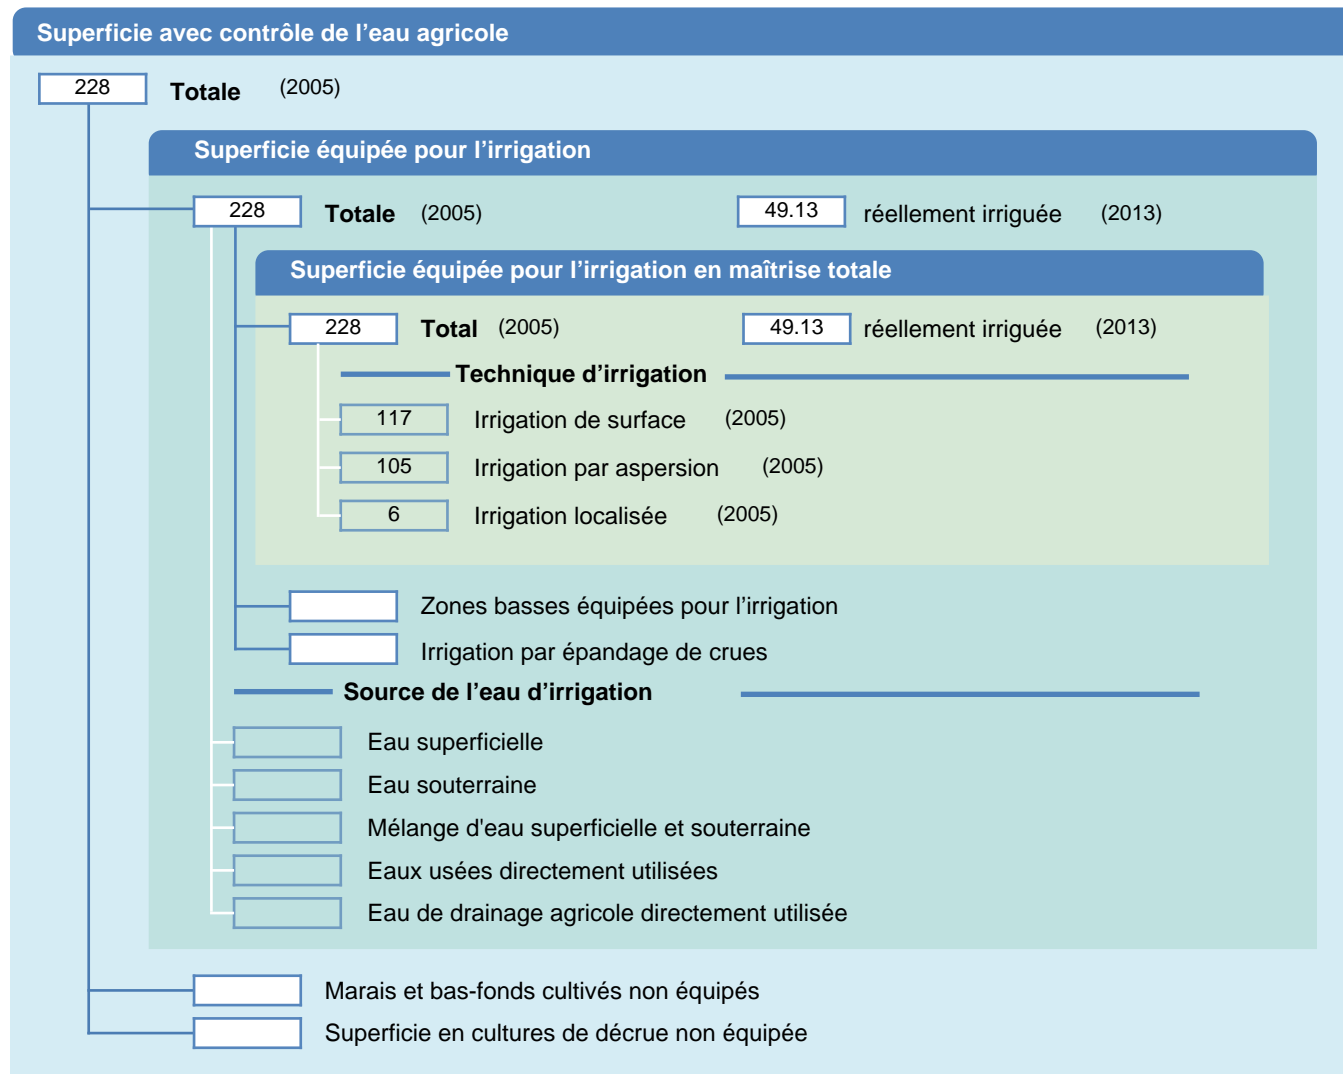 Superficie avec contrôle de l'eau agricole
228 Totale (2005)
Superficie équipée pour l'irrigation
228 Totale (2005) 49.13 réellement irriguée (2013)
Superficie équipée pour l'irrigation en maîtrise totale
228 Total (2005) 49.13 réellement irriguée (2013)
Technique d'irrigation
117 Irrigation de surface (2005)
105 Irrigation par aspersion (2005)
6 Irrigation localisée (2005)
Zones basses équipées pour l'irrigation
Irrigation par épandage de crues
Source de l'eau d'irrigation
Eau superficielle
Eau souterraine
Mélange d'eau superficielle et souterraine
Eaux usées directement utilisées
Eau de drainage agricole directement utilisée
Marais et bas-fonds cultivés non équipés
Superficie en cultures de décrue non équipée